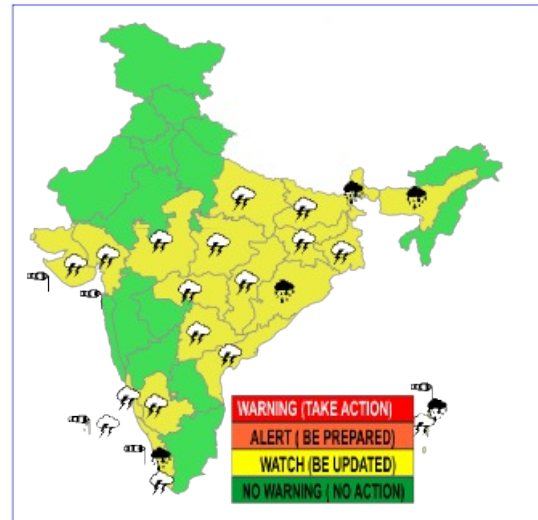 WARNING (TAKE ACTION)
ALERT ( BE PREPARED)
WATCH (BE UPDATED)
NO WARNING ( NO ACTION)